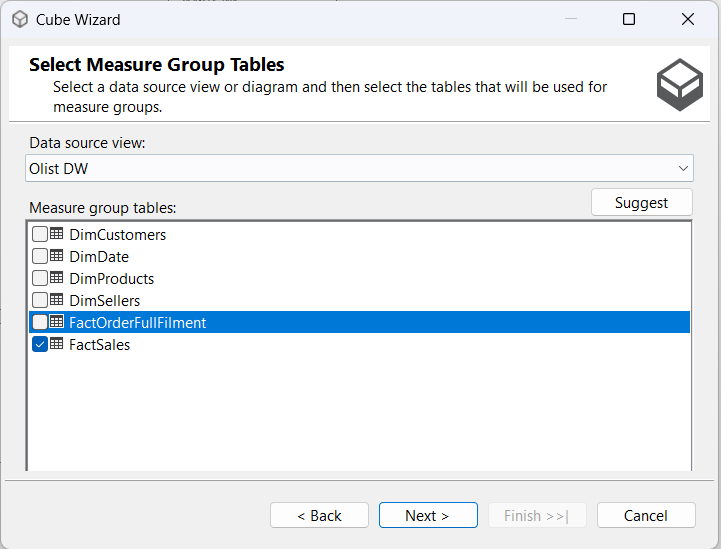 Cube Wizard
Select Measure Group Tables
Select a data source view or diagram and then select the tables that will be used for
measure groups.
Data source view:
Olist DW
Measure group tables:
Suggest
DimCustomers
DimDate
DimProducts
DimSellers
FactOrderFullFilment
FactSales
< Back
Next >
Finish >>|
Cancel